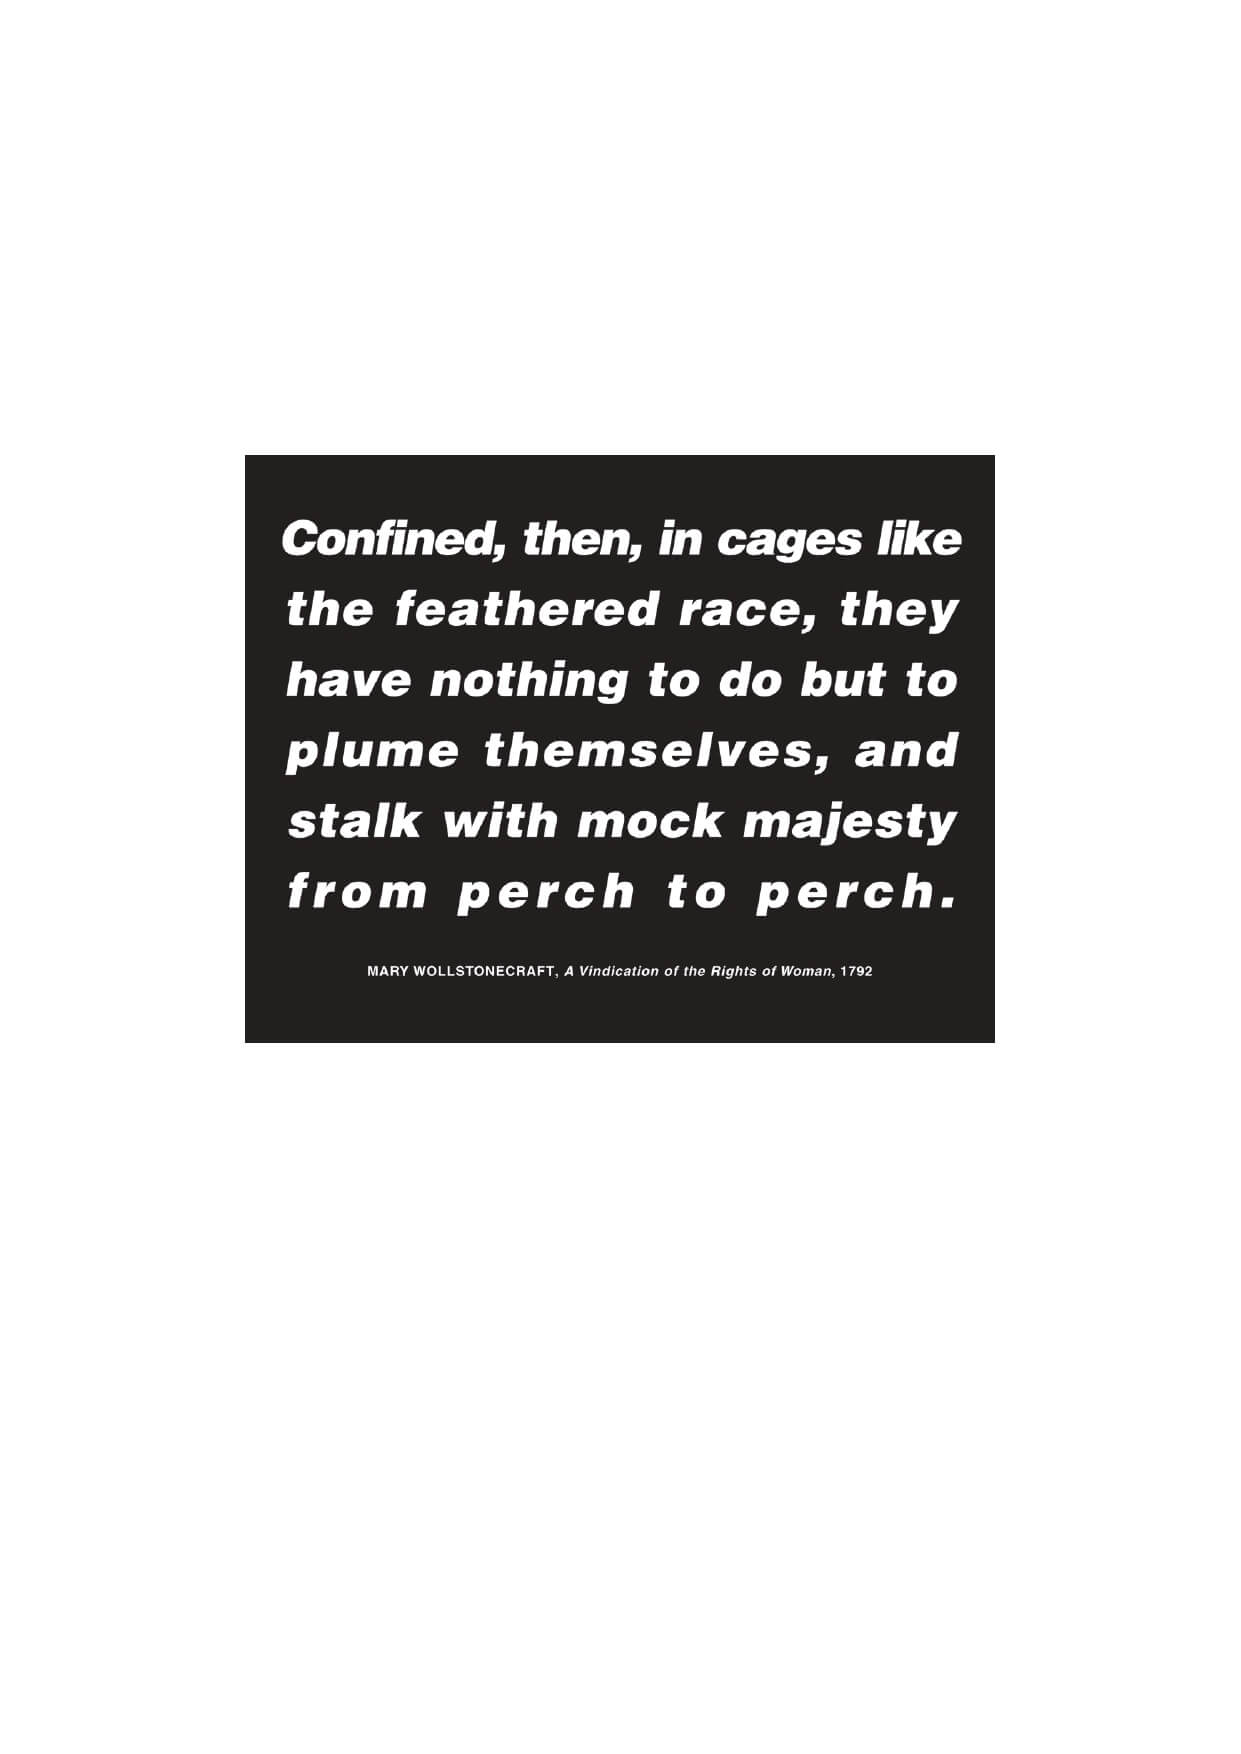 Confined, then, in cages like
the feathered race, they
have nothing to do but to
plume themselves, and
stalk with mock majesty
from perch to perch.
MARY WOLLSTONECRAFT, A Vindication of the Rights of Woman, 1792